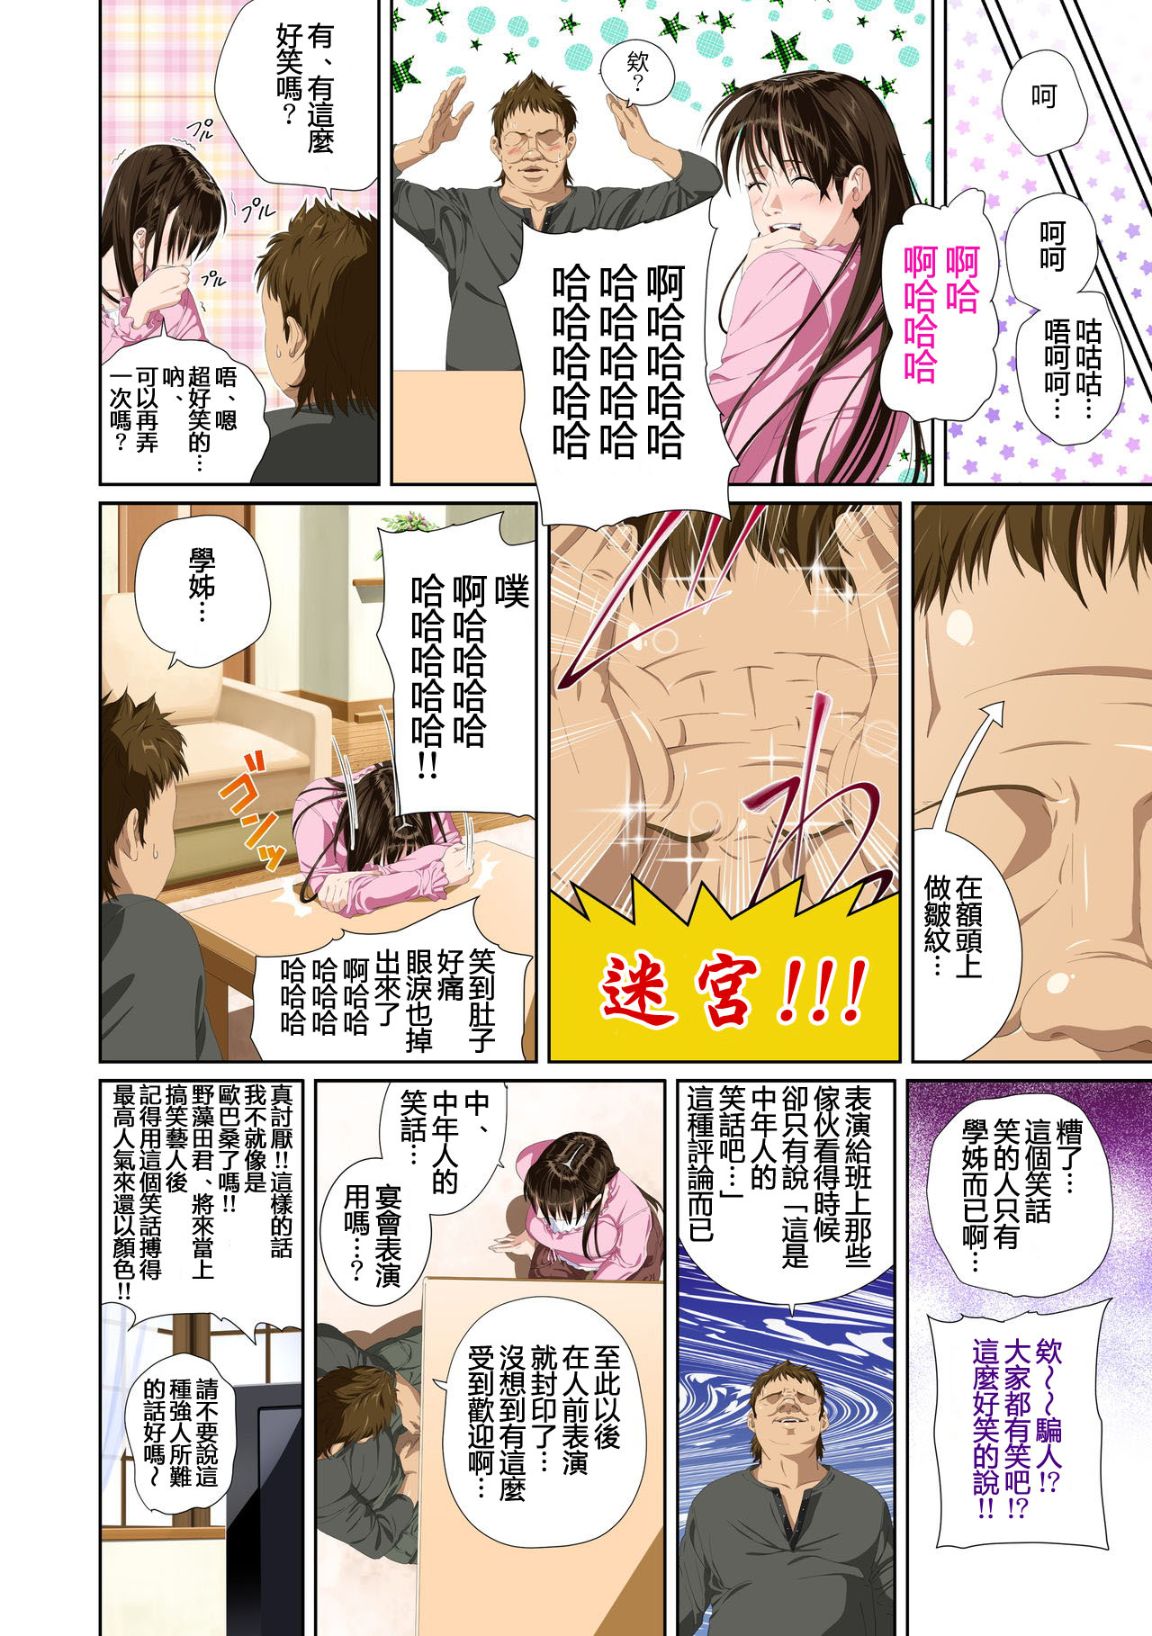 呵
呵呵
咕咕咕…
唔呵呵…
啊哈
啊哈哈哈
欸？
啊哈哈哈哈
哈哈哈哈哈
哈哈哈哈哈
有、有這麼
好笑嗎？
プル
プル
プル
唔、嗯
超好笑的…
吶、
可以再弄
一次嗎？
在額頭上
做皺紋…
迷宮!!!
噗
啊哈哈哈哈
哈哈哈哈哈!!
學姊…
ゴンッ
笑到肚子
好痛
眼淚也掉
出來了
啊哈哈
哈哈哈
哈哈哈
糟了…
這個笑話
笑的人只有
學姊而已啊…
欸～～騙人!?
大家都有笑吧!?
這麼好笑的說!!
表演給班上那些
傢伙看得時候
卻只有說「這是
中年人的
笑話吧…」
這種評論而已
中、
中年人的
笑話…
宴會表演
用嗎…？
至此以後
在人前表演
就封印了…
沒想到有這麼
受到歡迎啊…
真討厭!!這樣的話
我不就像是
歐巴桑了嗎!!
野藻田君、將來當上
搞笑藝人後
記得用這個笑話搏得
最高人氣來還以顏色!!
請不要說這
種強人所難
的話好嗎～